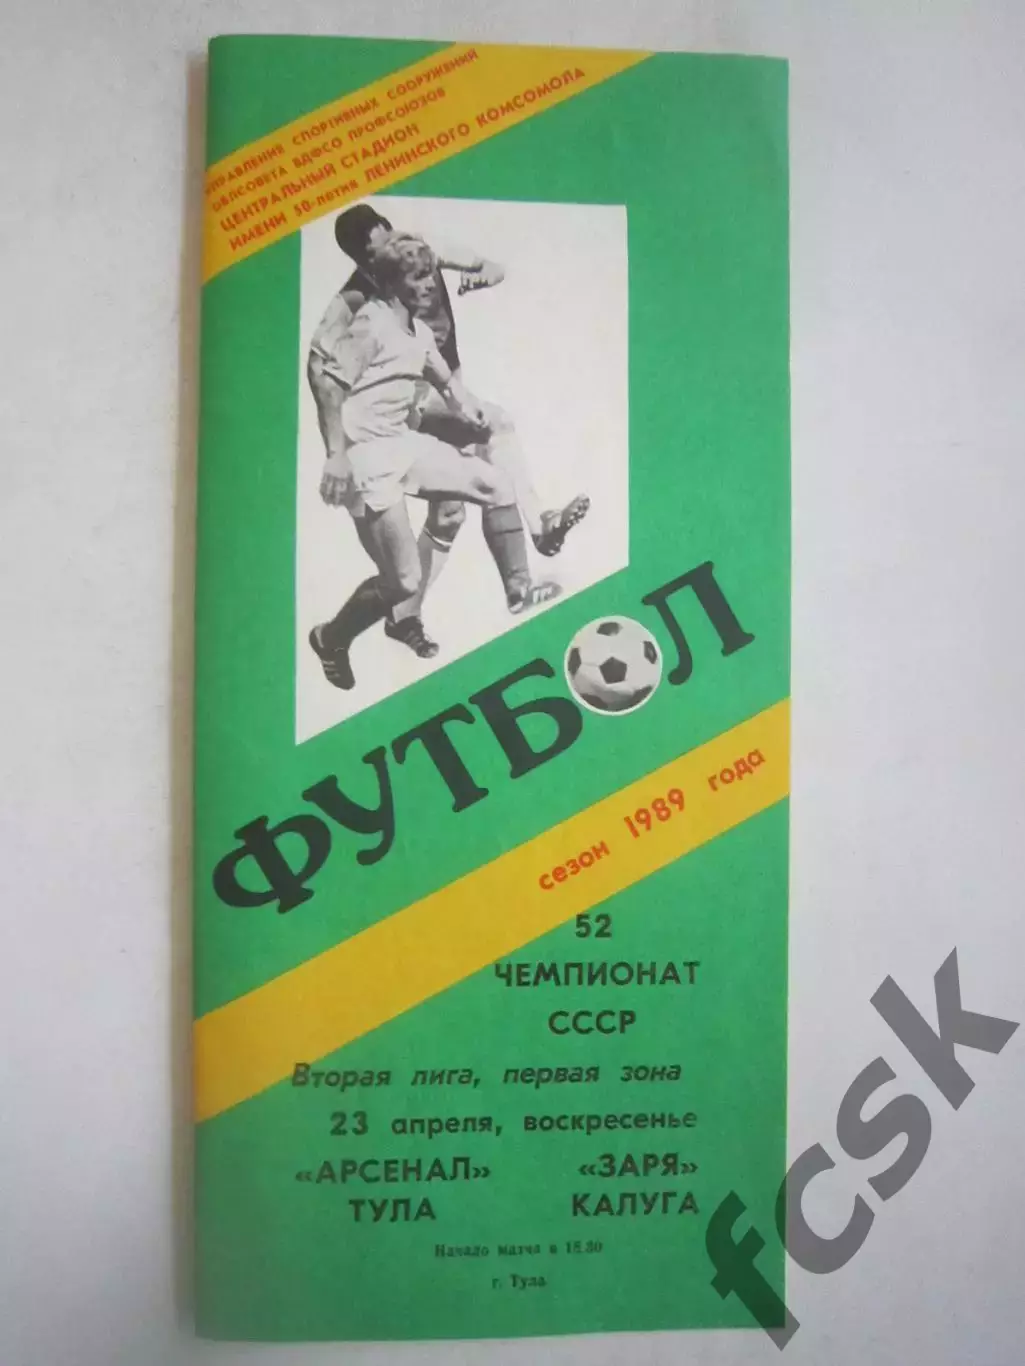 УПРАВЛЕНИЯ СПОРТИВНЫХ СООРУЖЕНИЙ
ОБЛСОВЕТА ВДФСО ПРОФСОЮЗОВ
ЦЕНТРАЛЬНЫЙ СТАДИОН
ИМЕНИ 50-летия ЛЕНИНСКОГО КОМСОМОЛА
ФУТБОЛ
сезон 1989 года
52
ЧЕМПИОНАТ
СССР
Вторая лига, первая зона
23 апреля, воскресенье
«АРСЕНАЛ» «ЗАРЯ»
ТУЛА КАЛУГА
Начало матча в 18.30
г. Тула
fcsk